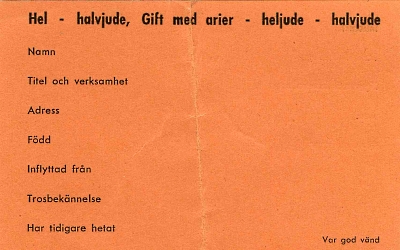 Hel - halvjude, Gift med arier - heljude - halvjude
Namn
Titel och verksamhet
Adress
Född
Inflyttad från
Trosbekännelse
Har tidigare hetat
Var god vänd